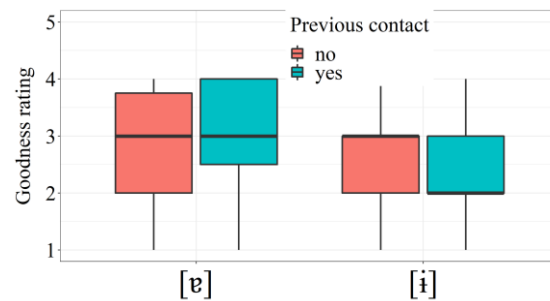 Previous contact
no
yes
Goodness rating
5
4
3
2
1
[ɐ]
[ɨ]